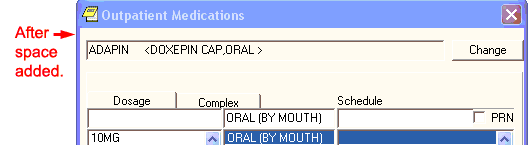 After
space
added.
Outpatient Medications
ADAPIN <DOXEPIN CAP,ORAL >
Change
Dosage Complex Schedule
ORAL (BY MOUTH) PRN
10MG ORAL (BY MOUTH)